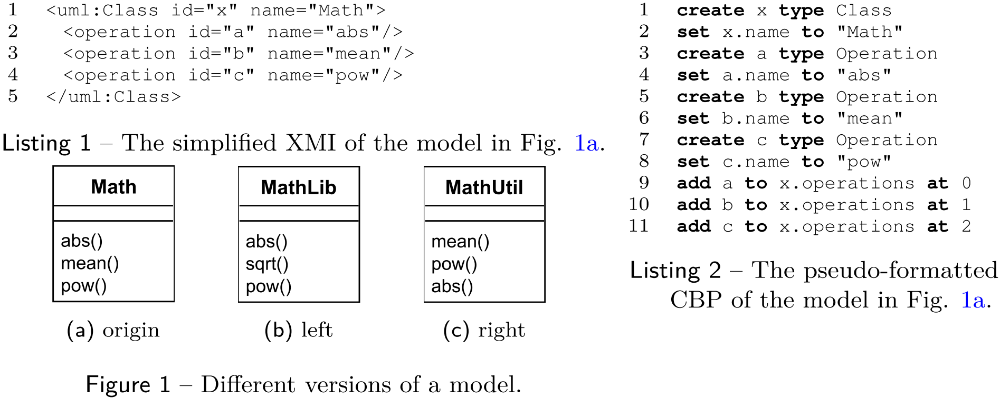 1 <uml:Class id="x" name="Math">
2 <operation id="a" name="abs"/>
3 <operation id="b" name="mean"/>
4 <operation id="c" name="pow"/>
5 </uml:Class>
Listing 1 – The simplified XMI of the model in Fig. 1a.
Math
abs()
mean()
pow()
(a) origin
MathLib
abs()
sqrt()
pow()
(b) left
MathUtil
mean()
pow()
abs()
(c) right
Figure 1 – Different versions of a model.
1 create x type Class
2 set x.name to "Math"
3 create a type Operation
4 set a.name to "abs"
5 create b type Operation
6 set b.name to "mean"
7 create c type Operation
8 set c.name to "pow"
9 add a to x.operations at 0
10 add b to x.operations at 1
11 add c to x.operations at 2
Listing 2 – The pseudo-formatted
CBP of the model in Fig. 1a.